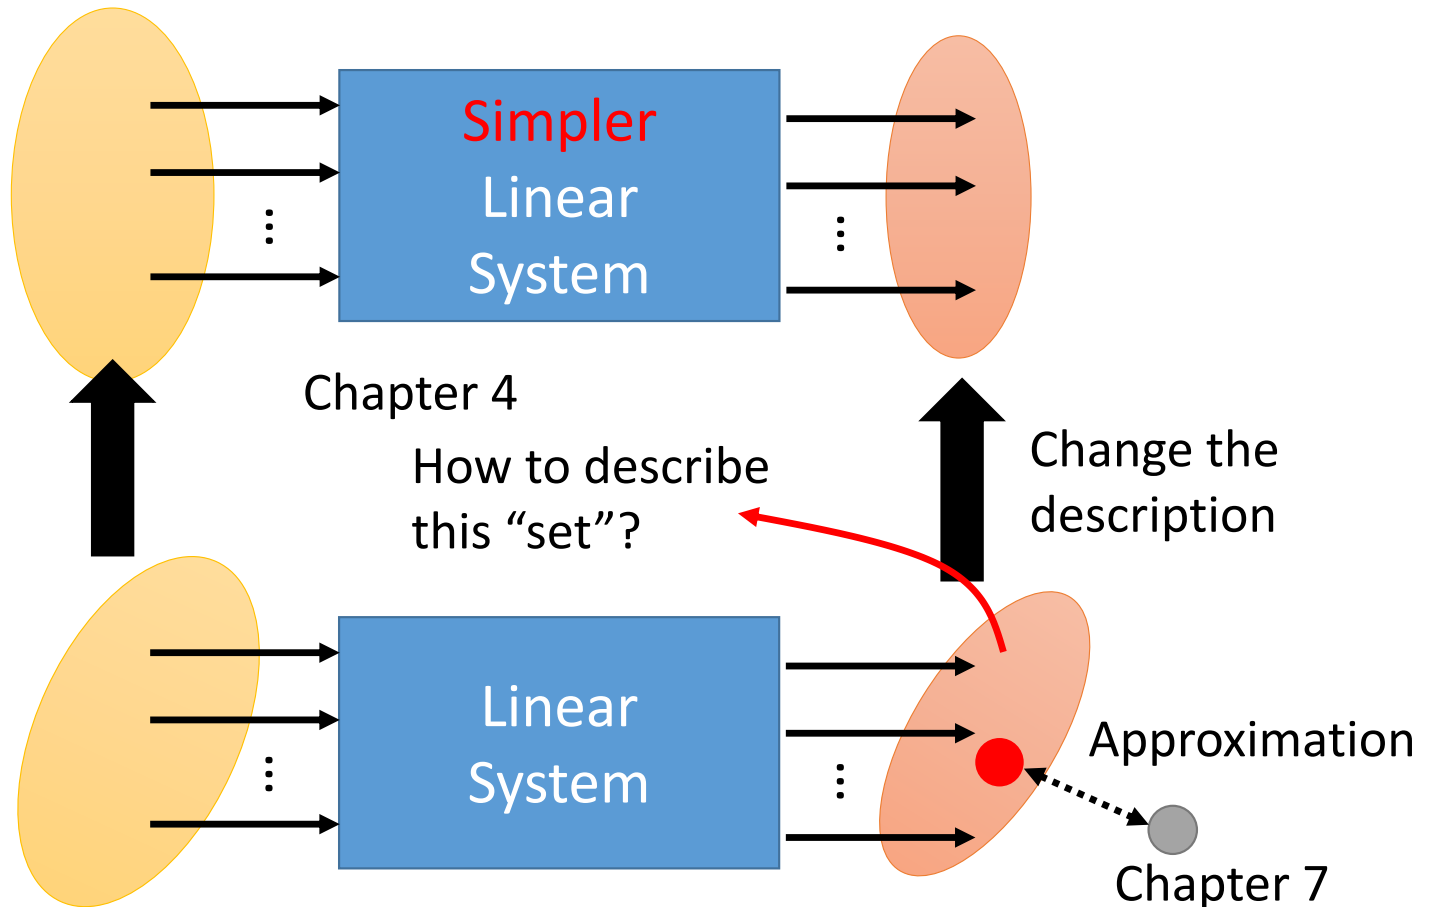 Simpler
Linear
System
Chapter 4
How to describe
this “set”?
Change the
description
Linear
System
Approximation
Chapter 7